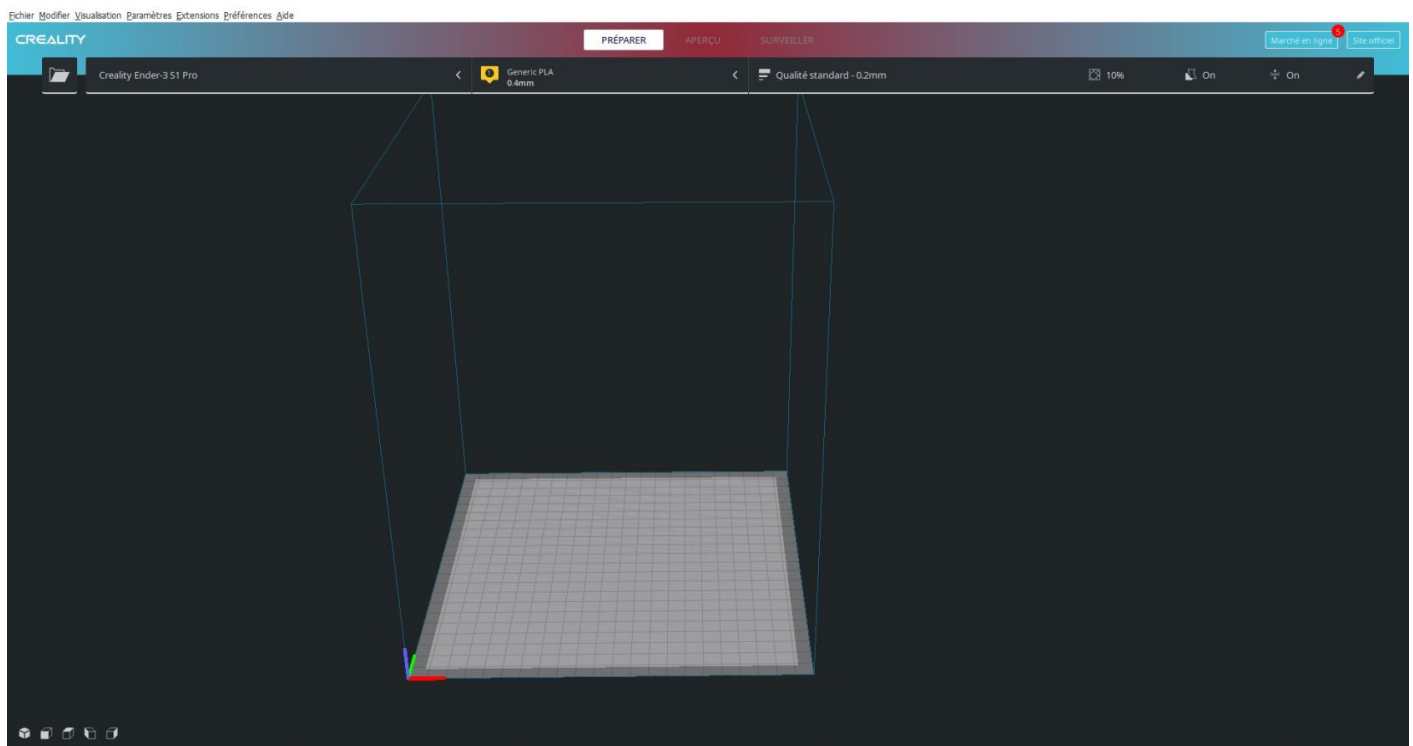 Fichier Modifier Visualisation Paramètres Extensions Préférences Aide
CREALITY PRÉPARER APERÇU SURVEILLER Marché en ligne 5 Site officiel
Creality Ender-3 S1 Pro Generic PLA Qualité standard - 0.2mm 10% On On
1 0.4mm